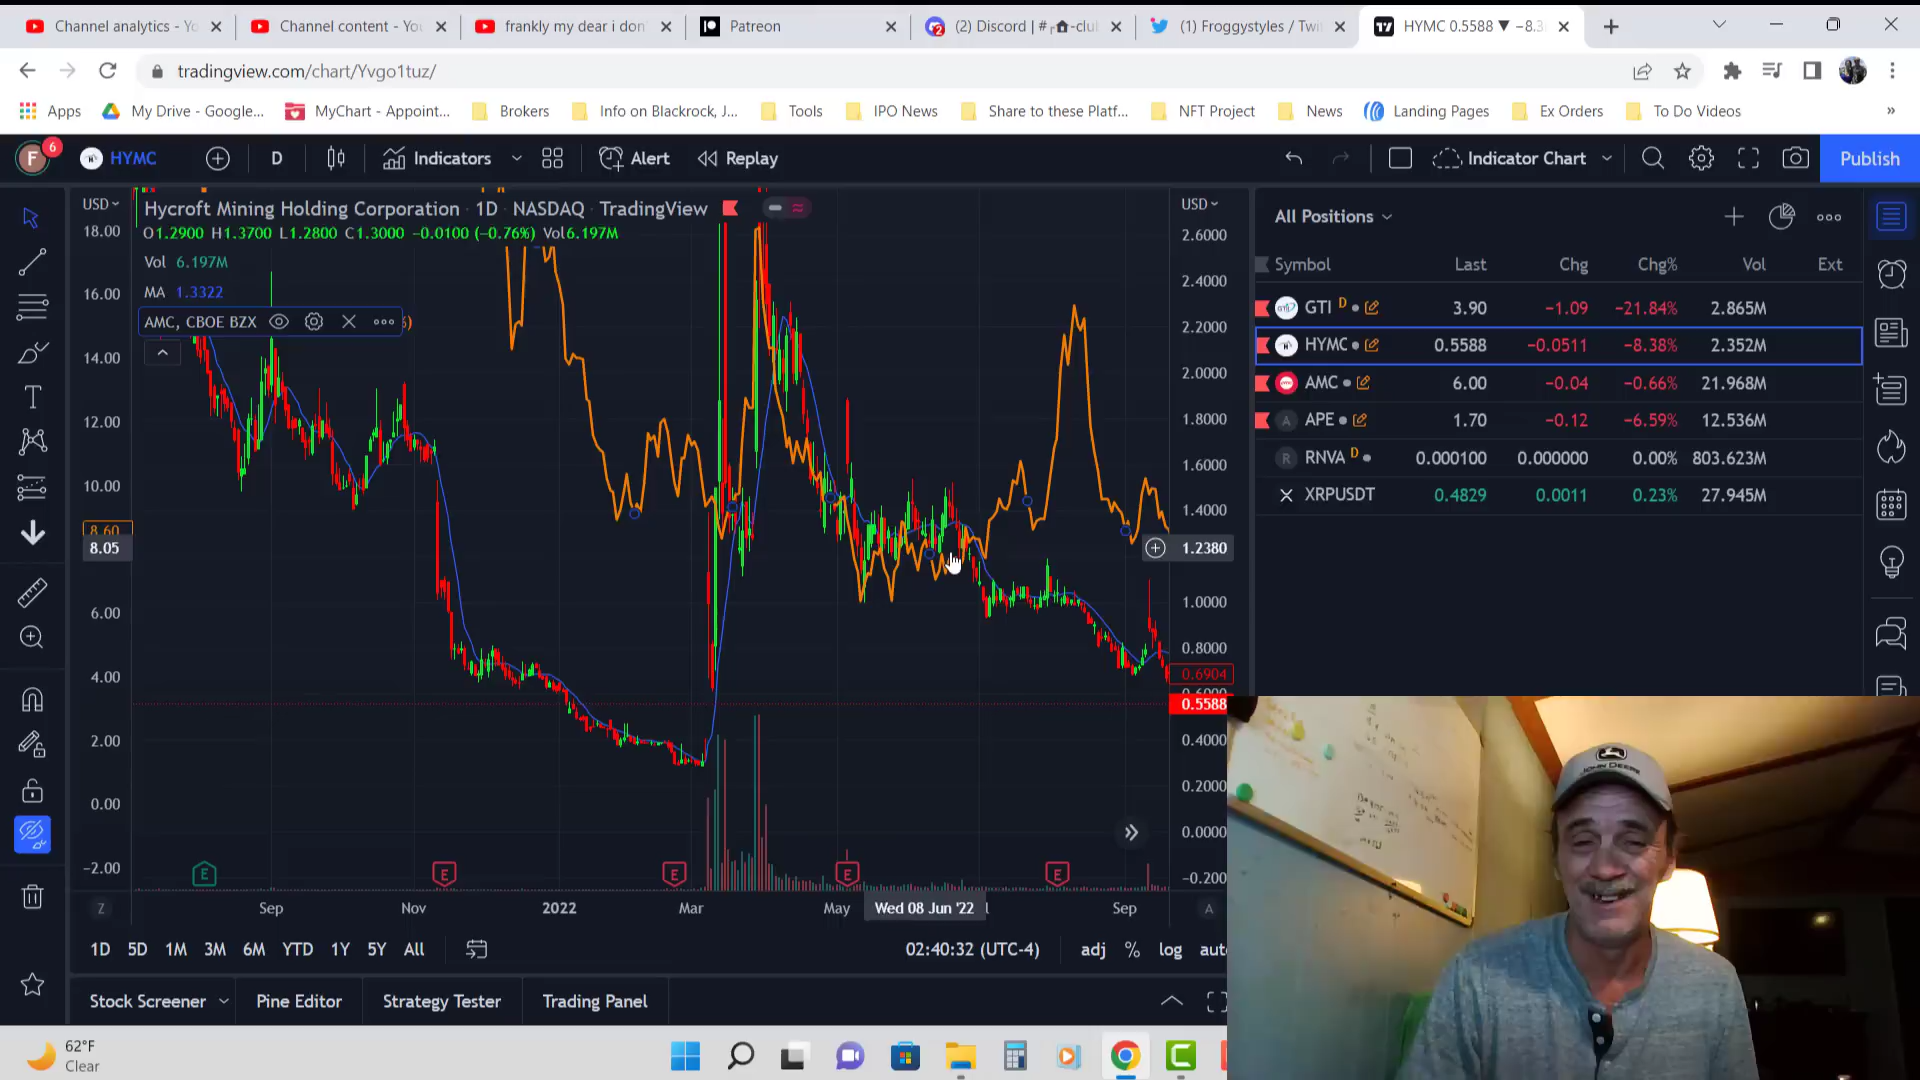 Channel analytics - Yo
Channel content - You
frankly my dear i don'
Patreon
(2) Discord | #
-club
(1) Froggystyles / Twit
HYMC 0.5588 ▼ −8.3
tradingview.com/chart/Yvgo1tuz/
Apps
My Drive - Google...
MyChart - Appoint...
Brokers
Info on Blackrock, J...
Tools
IPO News
Share to these Platf...
NFT Project
News
Landing Pages
Ex Orders
To Do Videos
»
F
6
HYMC
D
Indicators
Alert
Replay
Indicator Chart
Publish
USD
Hycroft Mining Holding Corporation · 1D · NASDAQ · TradingView
O1.2900 H1.3700 L1.2800 C1.3000 −0.0100 (−0.76%) Vol6.197M
Vol 6.197M
MA 1.3322
AMC, CBOE BZX
18.00
16.00
14.00
12.00
10.00
8.60
8.05
6.00
4.00
2.00
0.00
−2.00
USD
2.6000
2.4000
2.2000
2.0000
1.8000
1.6000
1.4000
1.2380
1.0000
0.8000
0.6904
0.6000
0.5588
0.4000
0.2000
0.0000
−0.200
E
E
E
E
E
Z
Sep
Nov
2022
Mar
May
Wed 08 Jun '22
Sep
A
1D
5D
1M
3M
6M
YTD
1Y
5Y
All
02:40:32 (UTC-4)
adj
%
log
auto
Stock Screener
Pine Editor
Strategy Tester
Trading Panel
All Positions
Symbol Last Chg Chg% Vol Ext
GTI D 3.90 −1.09 −21.84% 2.865M
HYMC 0.5588 −0.0511 −8.38% 2.352M
AMC 6.00 −0.04 −0.66% 21.968M
APE 1.70 −0.12 −6.59% 12.536M
RNVA D 0.000100 0.000000 0.00% 803.623M
XRPUSDT 0.4829 0.0011 0.23% 27.945M
JOHN DEERE
62°F
Clear